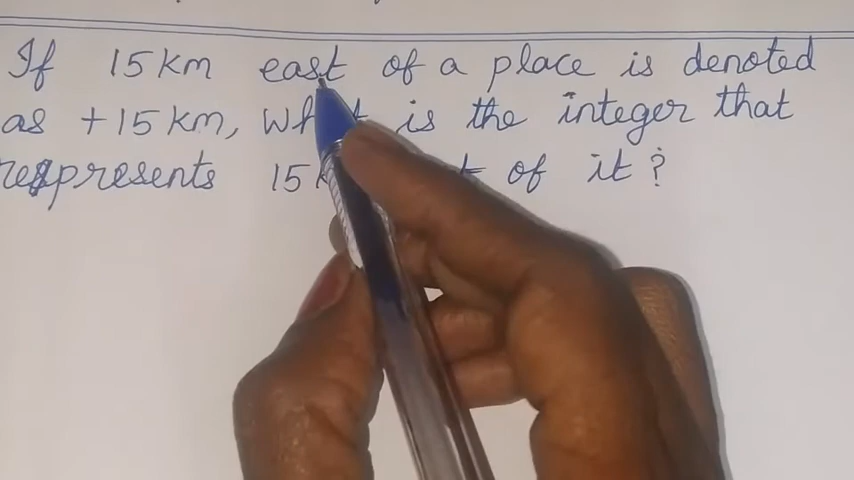 If 15 km east of a place is denoted
as +15 km, what is the integer that
represents 15 of it?